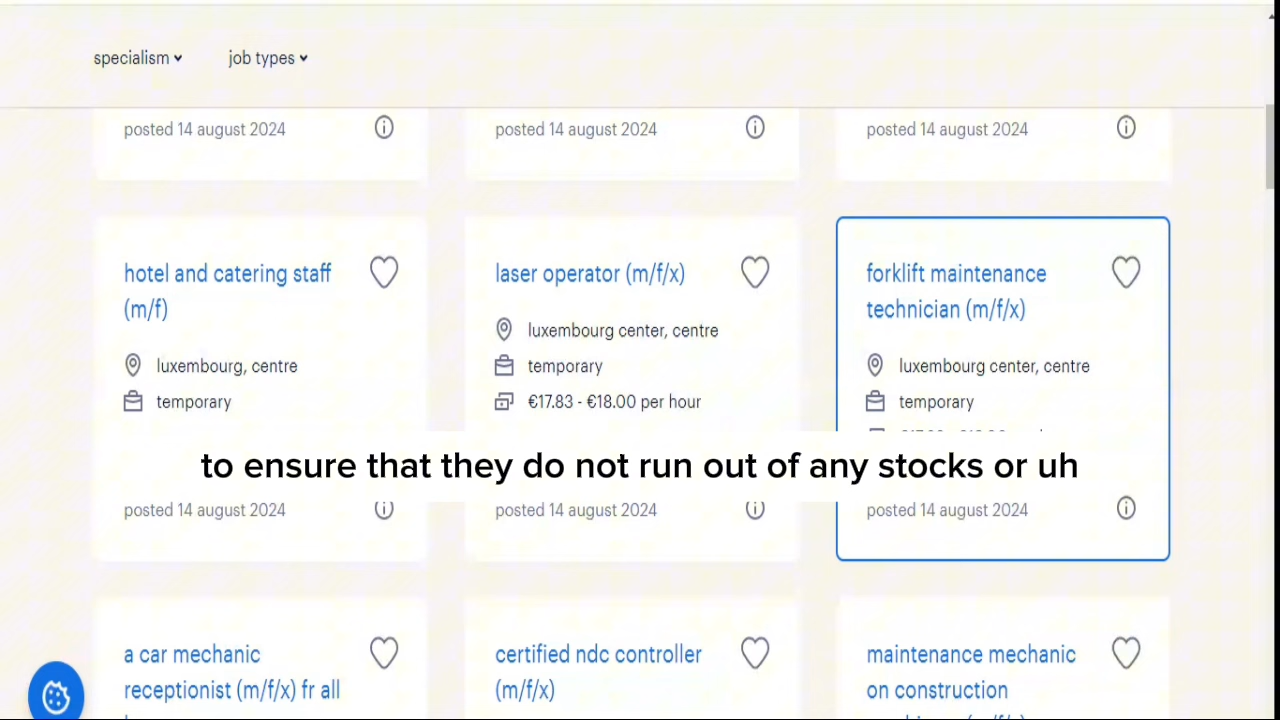 specialism
job types
posted 14 august 2024
posted 14 august 2024
posted 14 august 2024
hotel and catering staff
(m/f)
luxembourg, centre
temporary
posted 14 august 2024
laser operator (m/f/x)
luxembourg center, centre
temporary
€17.83 - €18.00 per hour
posted 14 august 2024
forklift maintenance
technician (m/f/x)
luxembourg center, centre
temporary
posted 14 august 2024
to ensure that they do not run out of any stocks or uh
a car mechanic
receptionist (m/f/x) fr all
certified ndc controller
(m/f/x)
maintenance mechanic
on construction